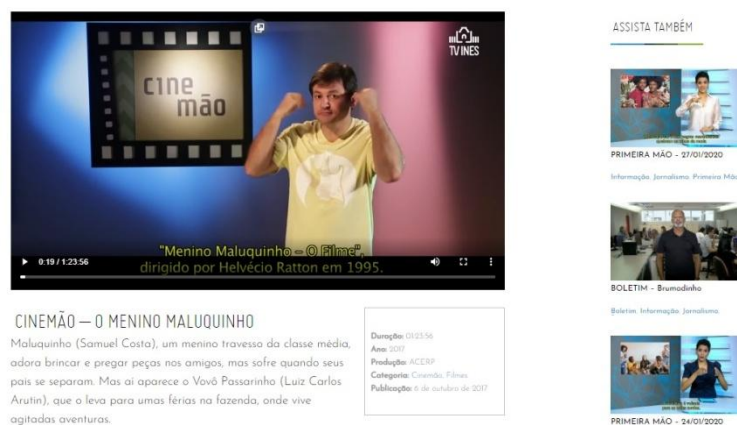 cine
mão
TV INES
"Menino Maluquinho – O Filme",
dirigido por Helvécio Ratton em 1995.
0:19 / 1:23:56
CINEMÃO – O MENINO MALUQUINHO
Maluquinho (Samuel Costa), um menino travesso da classe média,
adora brincar e pregar peças nos amigos, mas sofre quando seus
pais se separam. Mas aí aparece o Vovô Passarinho (Luiz Carlos
Arutin), que o leva para umas férias na fazenda, onde vive
agitadas aventuras.
Duração: 01:23:56
Ano: 2017
Produção: ACERP
Categoria: Cinemão, Filmes
Publicação: 6 de outubro de 2017
ASSISTA TAMBÉM
PRIMEIRA MÃO – 27/01/2020
Informação, Jornalismo, Primeira Mão
BOLETIM – Brumadinho
Boletim, Informação, Jornalismo
PRIMEIRA MÃO – 24/01/2020